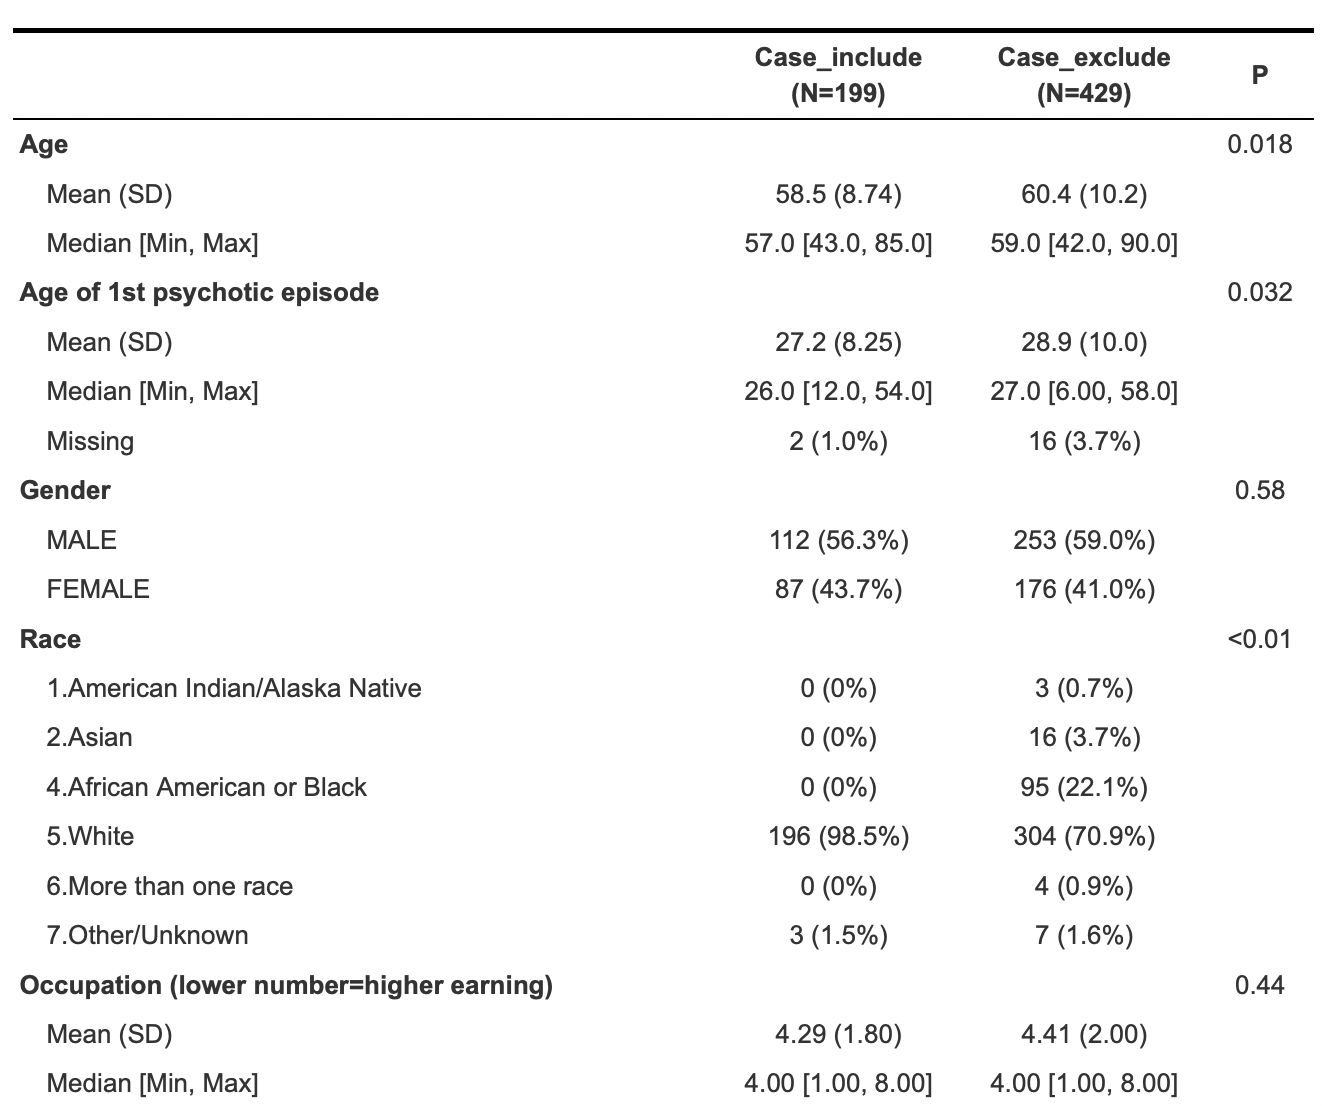 Case_include Case_exclude P
(N=199) (N=429)
Age 0.018
Mean (SD) 58.5 (8.74) 60.4 (10.2)
Median [Min, Max] 57.0 [43.0, 85.0] 59.0 [42.0, 90.0]
Age of 1st psychotic episode 0.032
Mean (SD) 27.2 (8.25) 28.9 (10.0)
Median [Min, Max] 26.0 [12.0, 54.0] 27.0 [6.00, 58.0]
Missing 2 (1.0%) 16 (3.7%)
Gender 0.58
MALE 112 (56.3%) 253 (59.0%)
FEMALE 87 (43.7%) 176 (41.0%)
Race <0.01
1.American Indian/Alaska Native 0 (0%) 3 (0.7%)
2.Asian 0 (0%) 16 (3.7%)
4.African American or Black 0 (0%) 95 (22.1%)
5.White 196 (98.5%) 304 (70.9%)
6.More than one race 0 (0%) 4 (0.9%)
7.Other/Unknown 3 (1.5%) 7 (1.6%)
Occupation (lower number=higher earning) 0.44
Mean (SD) 4.29 (1.80) 4.41 (2.00)
Median [Min, Max] 4.00 [1.00, 8.00] 4.00 [1.00, 8.00]